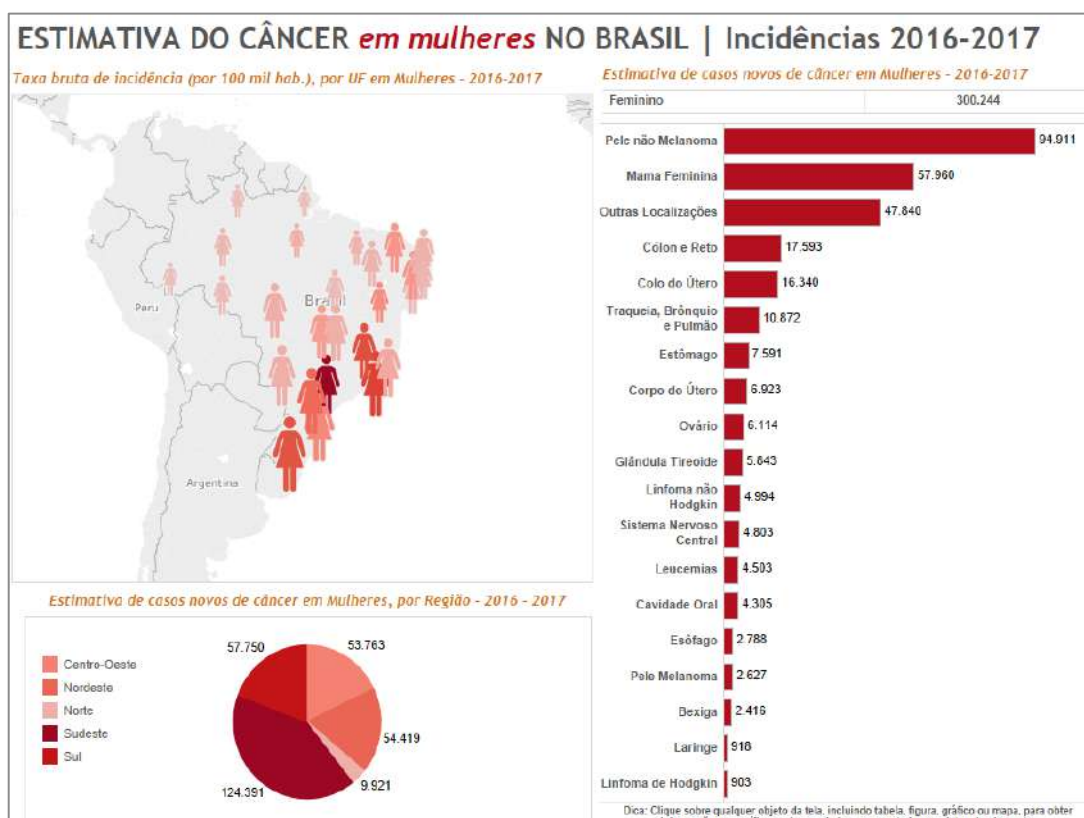 ESTIMATIVA DO CÂNCER em mulheres NO BRASIL | Incidências 2016-2017
Taxa bruta de incidência (por 100 mil hab.), por UF em Mulheres - 2016-2017
Peru
Brasil
Argentina
Estimativa de casos novos de câncer em Mulheres, por Região - 2016 - 2017
Centro-Oeste
Nordeste
Norte
Sudeste
Sul
57.750
53.763
54.419
9.921
124.391
Estimativa de casos novos de câncer em Mulheres - 2016-2017
Feminino 300.244
Pele não Melanoma 94.911
Mama Feminina 57.960
Outras Localizações 47.840
Cólon e Reto 17.593
Colo do Útero 16.340
Traqueia, Brônquio
e Pulmão 10.872
Estômago 7.591
Corpo do Útero 6.923
Ovário 6.114
Glândula Tireoide 5.843
Linfoma não
Hodgkin 4.994
Sistema Nervoso
Central 4.803
Leucemias 4.503
Cavidade Oral 4.305
Esôfago 2.788
Pele Melanoma 2.627
Bexiga 2.416
Laringe 918
Linfoma de Hodgkin 903
Dica: Clique sobre qualquer objeto da tela, incluindo tabela, figura, gráfico ou mapa, para obter